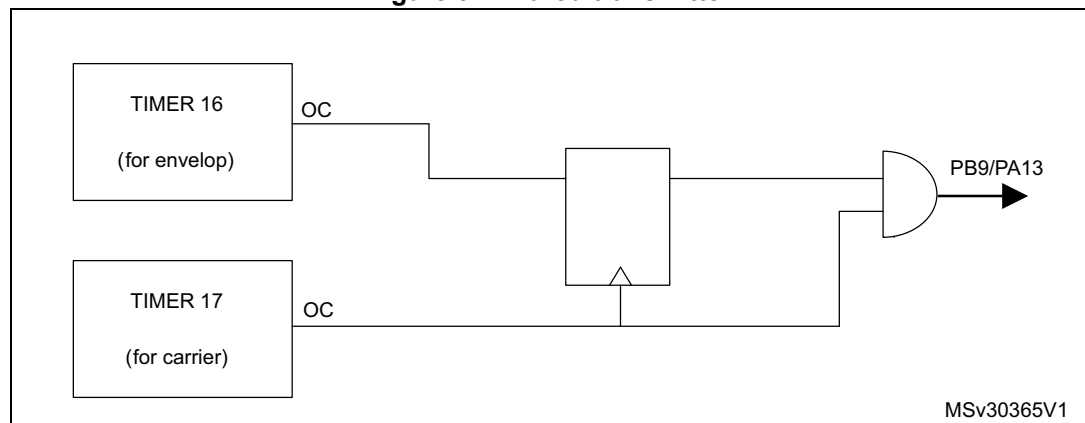 TIMER 16
(for envelop)
OC
PB9/PA13
TIMER 17
(for carrier)
OC
MSv30365V1